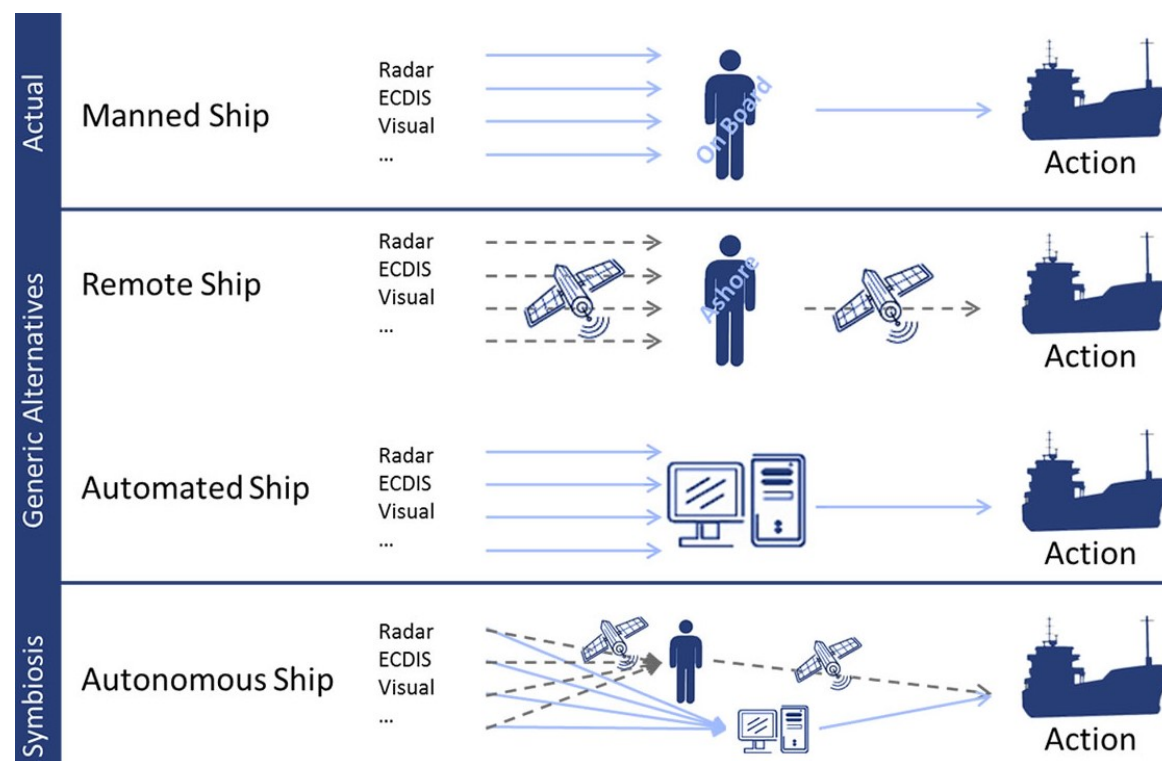 Actual
Manned Ship
Radar
ECDIS
Visual
...
On Board
Action
Generic Alternatives
Remote Ship
Radar
ECDIS
Visual
...
Ashore
Action
Automated Ship
Radar
ECDIS
Visual
...
Action
Symbiosis
Autonomous Ship
Radar
ECDIS
Visual
...
Action